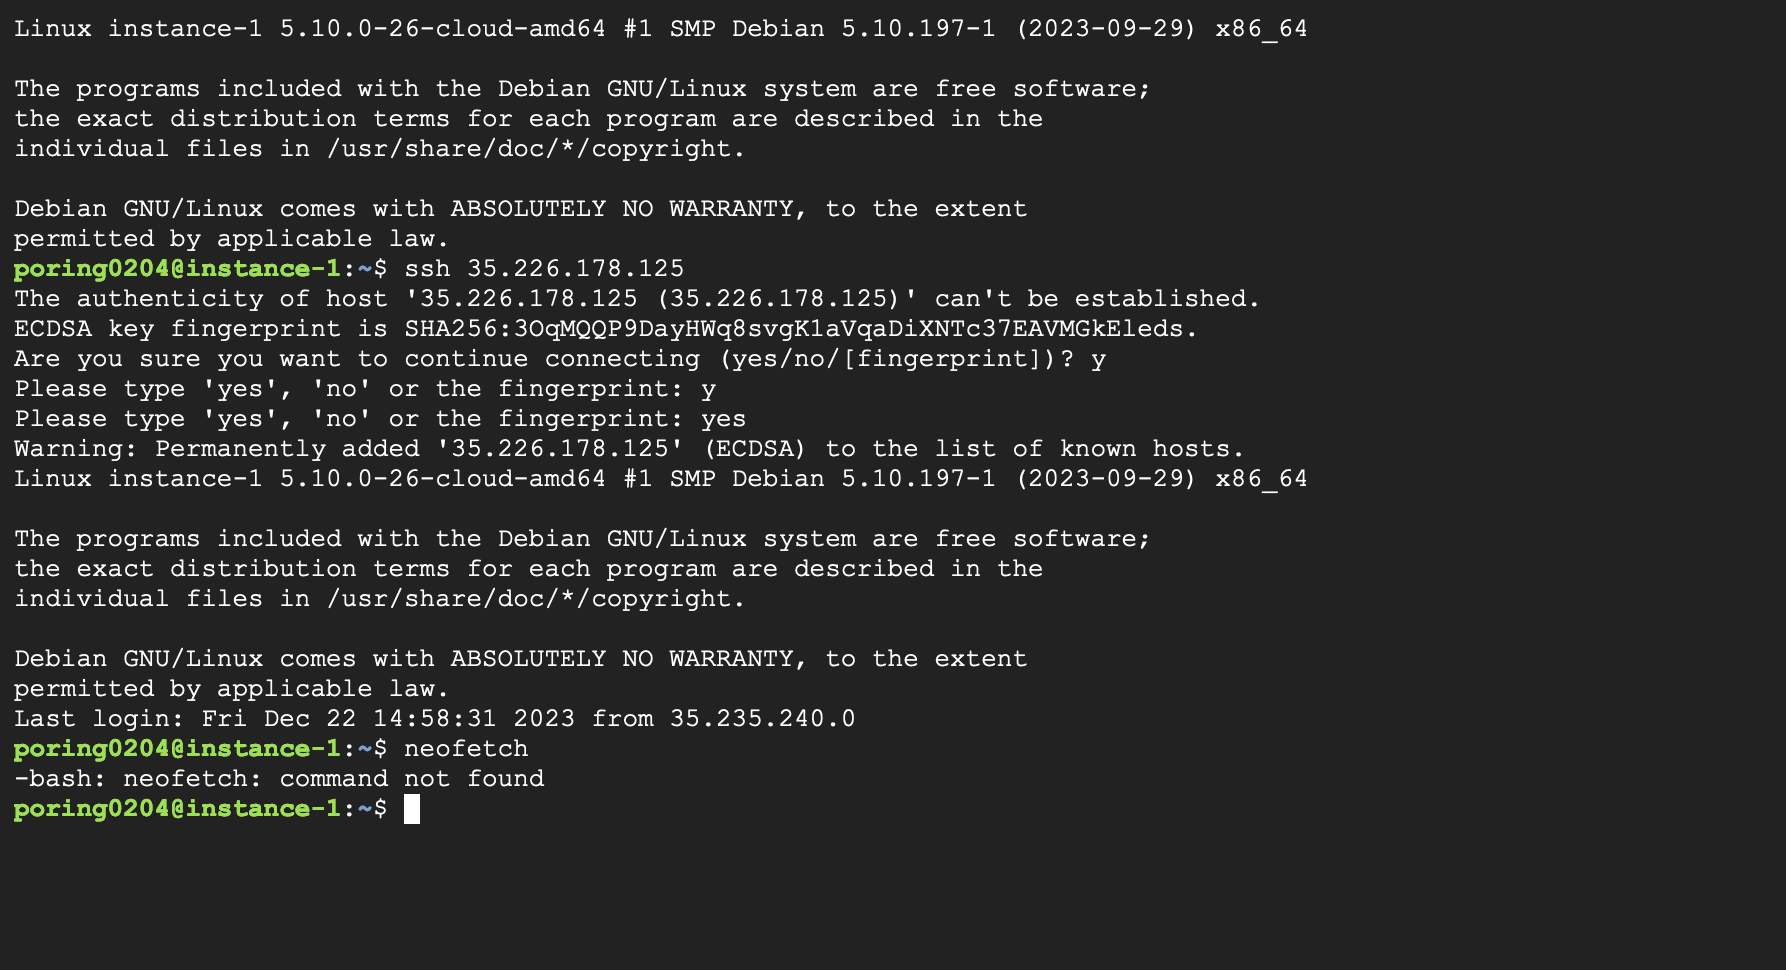 Linux instance-1 5.10.0-26-cloud-amd64 #1 SMP Debian 5.10.197-1 (2023-09-29) x86_64
The programs included with the Debian GNU/Linux system are free software;
the exact distribution terms for each program are described in the
individual files in /usr/share/doc/*/copyright.
Debian GNU/Linux comes with ABSOLUTELY NO WARRANTY, to the extent
permitted by applicable law.
poring0204@instance-1:~$ ssh 35.226.178.125
The authenticity of host '35.226.178.125 (35.226.178.125)' can't be established.
ECDSA key fingerprint is SHA256:3OqMQQP9DayHWq8svgK1aVqaDiXNTc37EAVMGkEleds.
Are you sure you want to continue connecting (yes/no/[fingerprint])? y
Please type 'yes', 'no' or the fingerprint: y
Please type 'yes', 'no' or the fingerprint: yes
Warning: Permanently added '35.226.178.125' (ECDSA) to the list of known hosts.
Linux instance-1 5.10.0-26-cloud-amd64 #1 SMP Debian 5.10.197-1 (2023-09-29) x86_64
The programs included with the Debian GNU/Linux system are free software;
the exact distribution terms for each program are described in the
individual files in /usr/share/doc/*/copyright.
Debian GNU/Linux comes with ABSOLUTELY NO WARRANTY, to the extent
permitted by applicable law.
Last login: Fri Dec 22 14:58:31 2023 from 35.235.240.0
poring0204@instance-1:~$ neofetch
-bash: neofetch: command not found
poring0204@instance-1:~$